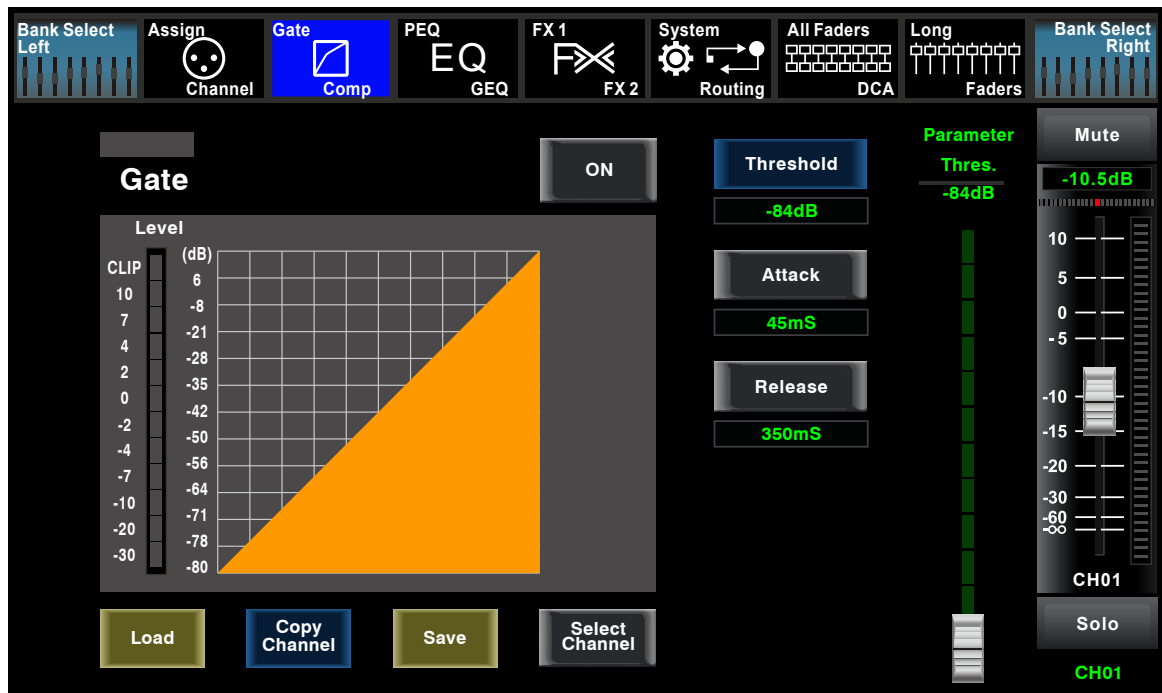 Bank Select
Left
Assign
Channel
Gate
Comp
PEQ
EQ
GEQ
FX 1
FX
FX 2
System
Routing
All Faders
DCA
Long
Faders
Bank Select
Right
Gate
ON
Threshold
-84dB
Attack
45mS
Release
350mS
Parameter
Thres.
-84dB
Mute
-10.5dB
Level
(dB)
CLIP
10
7
4
2
0
-2
-4
-7
-10
-20
-30
6
-8
-21
-28
-35
-42
-50
-56
-64
-71
-78
-80
10
5
0
-5
-10
-15
-20
-30
-60
-∞
CH01
Load
Copy
Channel
Save
Select
Channel
Solo
CH01